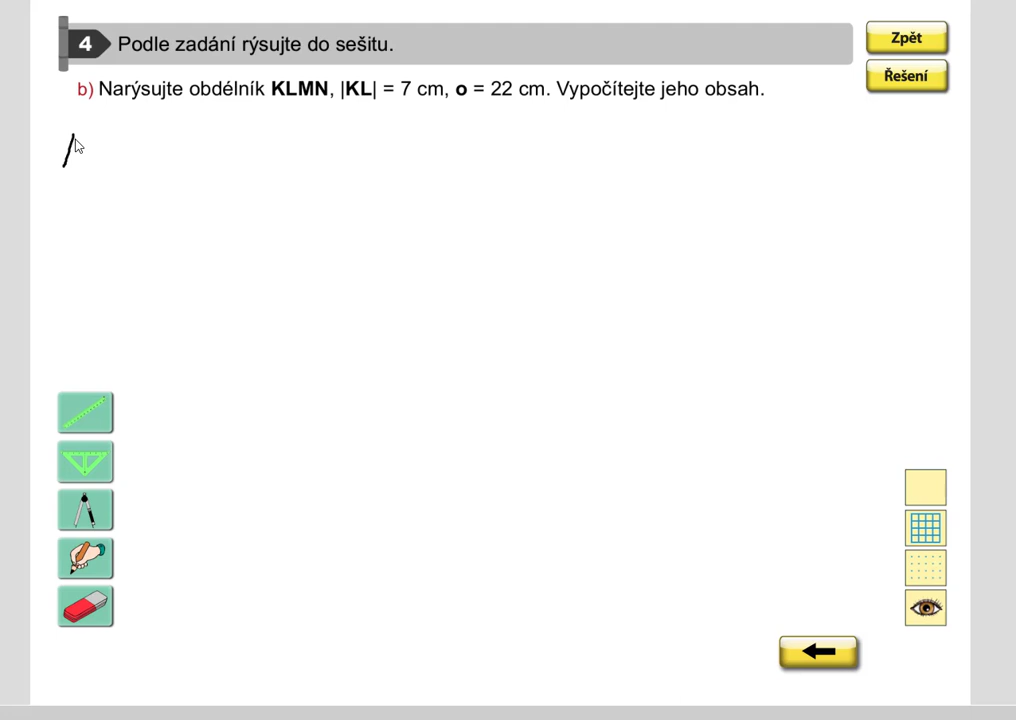 4 Podle zadání rýsujte do sešitu.
Zpět
Řešení
b) Narýsujte obdélník KLMN, |KL| = 7 cm, o = 22 cm. Vypočítejte jeho obsah.